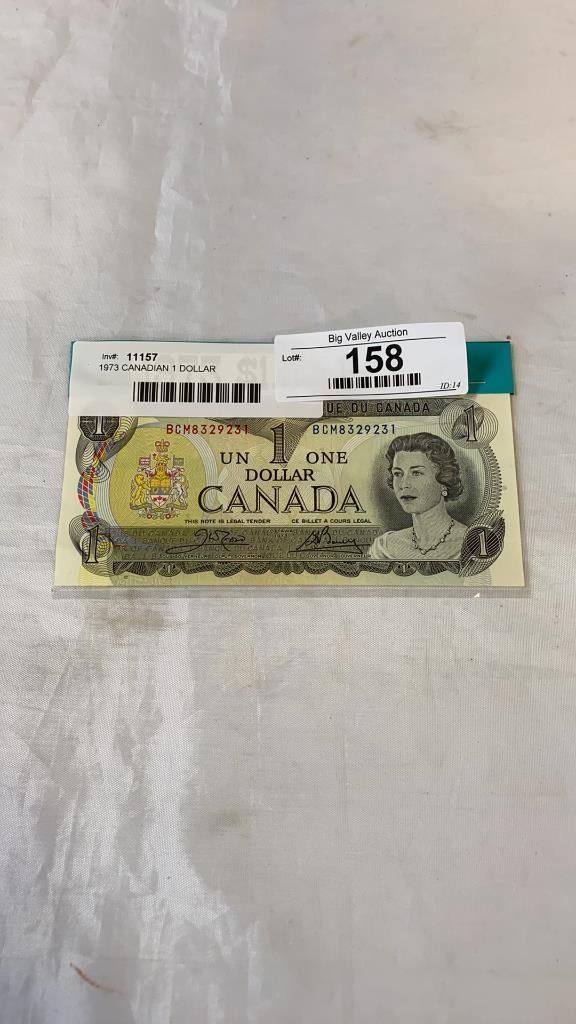 Big Valley Auction
Inv#: 11157
Lot#: 158
1973 CANADIAN 1 DOLLAR
ID:14
UE DU CANADA
1 1
BCM8329231 BCM8329231
1
UN ONE
DOLLAR
CANADA
THIS NOTE IS LEGAL TENDER CE BILLET A COURS LÉGAL
1 1